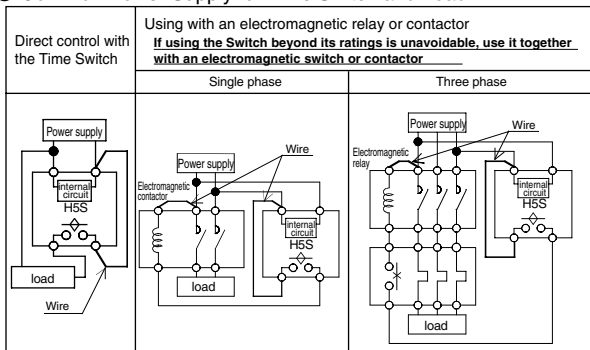 Direct control with
the Time Switch
Using with an electromagnetic relay or contactor
If using the Switch beyond its ratings is unavoidable, use it together
with an electromagnetic switch or contactor
Single phase
Three phase
Power supply
internal
circuit
H5S
load
Wire
Power supply
Wire
Electromagnetic
contactor
internal
circuit
H5S
load
Power supply
Wire
Electromagnetic
relay
internal
circuit
H5S
load